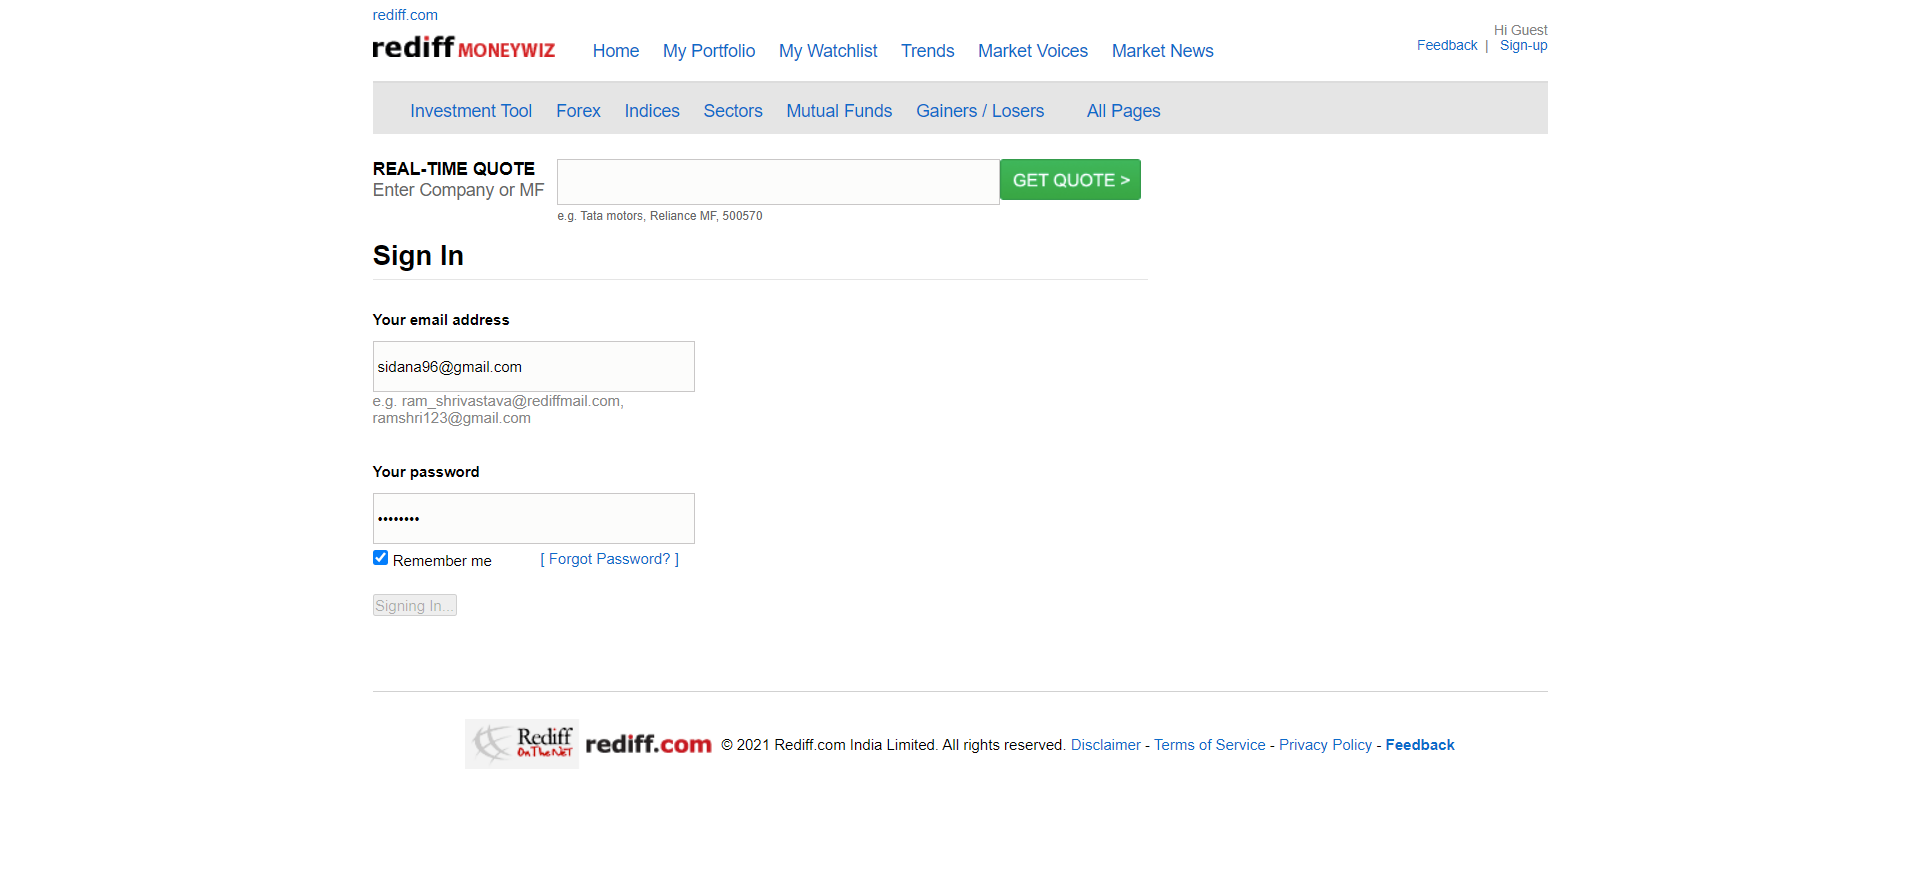 rediff.com
rediff MONEYWIZ
Home
My Portfolio
My Watchlist
Trends
Market Voices
Market News
Hi Guest
Feedback | Sign-up
Investment Tool
Forex
Indices
Sectors
Mutual Funds
Gainers / Losers
All Pages
REAL-TIME QUOTE
Enter Company or MF
GET QUOTE >
e.g. Tata motors, Reliance MF, 500570
Sign In
Your email address
sidana96@gmail.com
e.g. ram_shrivastava@rediffmail.com,
ramshri123@gmail.com
Your password
••••••••
Remember me
[ Forgot Password? ]
Signing In...
Rediff
On The NeT
rediff.com
© 2021 Rediff.com India Limited. All rights reserved. Disclaimer - Terms of Service - Privacy Policy - Feedback